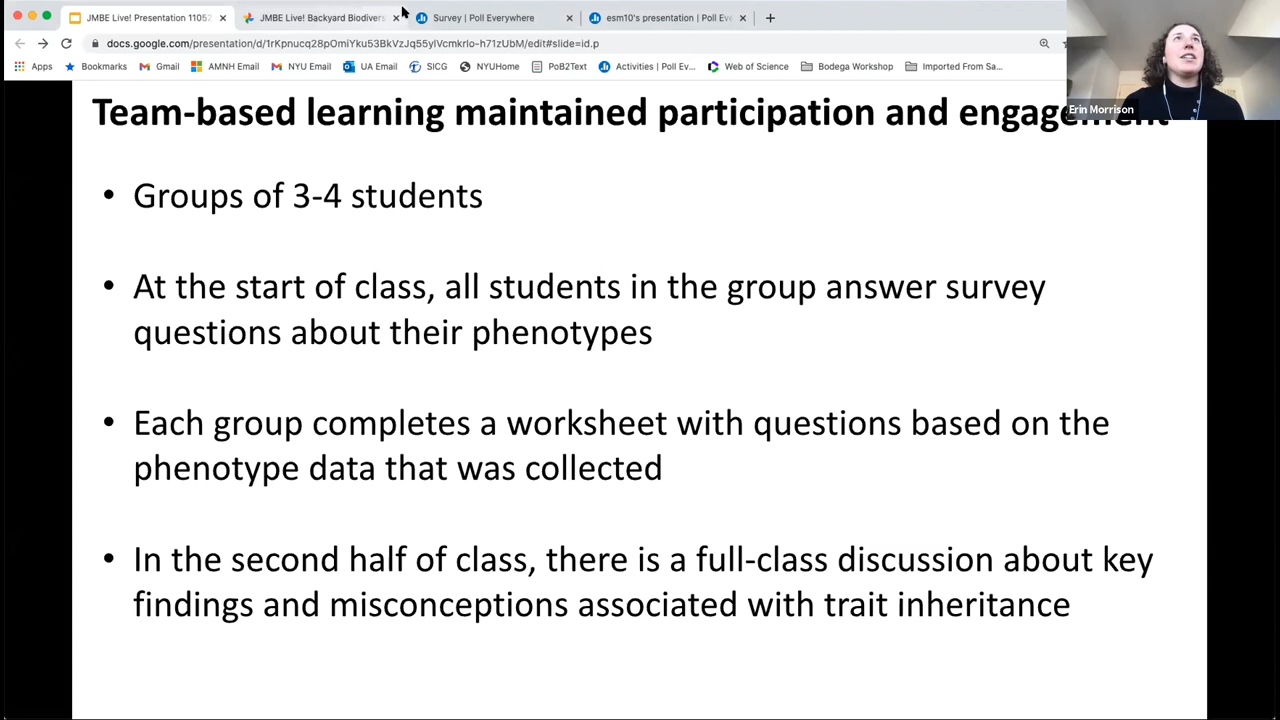 JMBE Live! Presentation 11052
JMBE Live! Backyard Biodivers
Survey | Poll Everywhere
esm10's presentation | Poll Eve
docs.google.com/presentation/d/1rKpnucq28pOmiYku53BkVzJq55ylVcmkrlo-h71zUbM/edit#slide=id.p
Apps Bookmarks Gmail AMNH Email NYU Email UA Email SICG NYUHome PoB2Text Activities | Poll Ev... Web of Science Bodega Workshop Imported From Sa...
Erin Morrison
Team-based learning maintained participation and engagement
• Groups of 3-4 students
• At the start of class, all students in the group answer survey
questions about their phenotypes
• Each group completes a worksheet with questions based on the
phenotype data that was collected
• In the second half of class, there is a full-class discussion about key
findings and misconceptions associated with trait inheritance